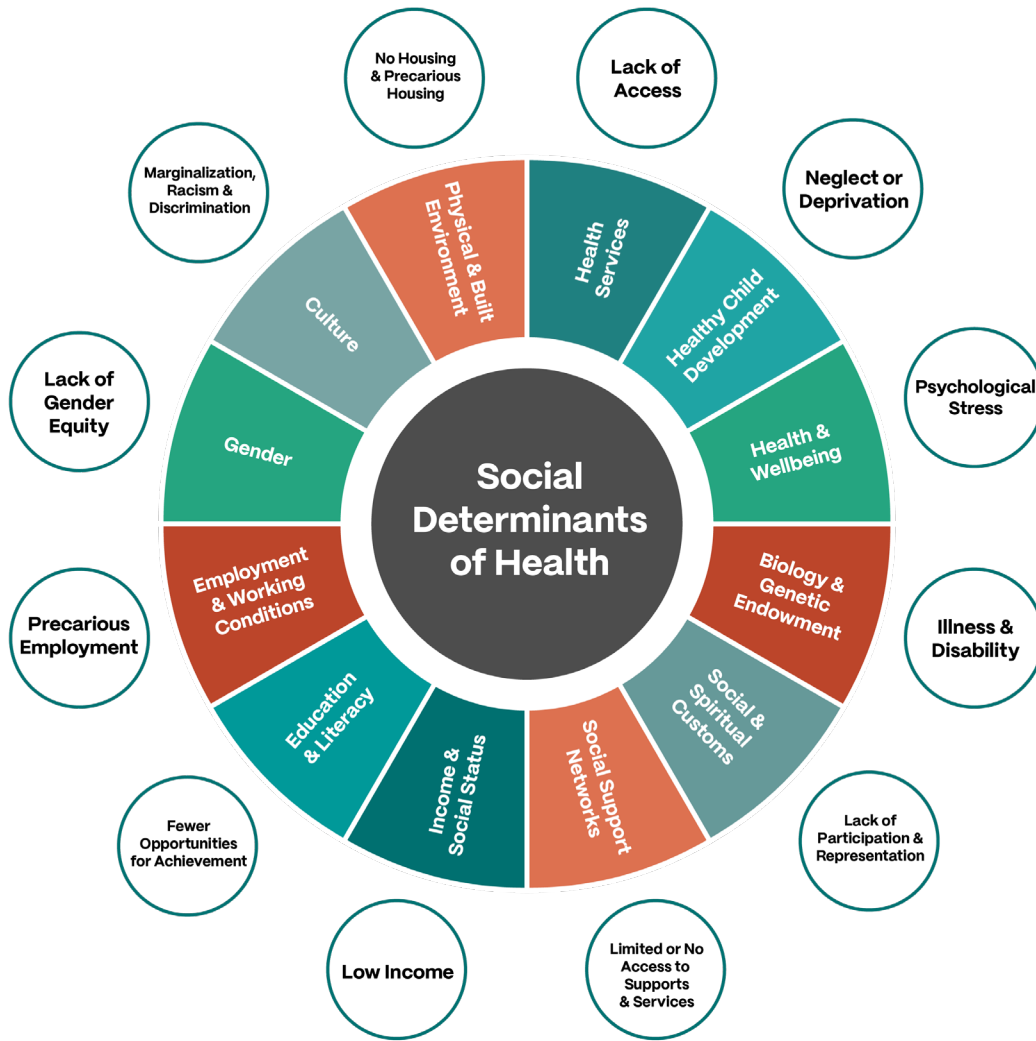 Social
Determinants
of Health
Health
Services
Healthy Child
Development
Health &
Wellbeing
Biology &
Genetic
Endowment
Social &
Spiritual
Customs
Social Support
Networks
Income &
Social Status
Education
& Literacy
Employment
& Working
Conditions
Gender
Culture
Physical & Built
Environment
Lack of
Access
Neglect or
Deprivation
Psychological
Stress
Illness &
Disability
Lack of
Participation &
Representation
Limited or No
Access to
Supports
& Services
Low Income
Fewer
Opportunities
for Achievement
Precarious
Employment
Lack of
Gender
Equity
Marginalization,
Racism &
Discrimination
No Housing
& Precarious
Housing